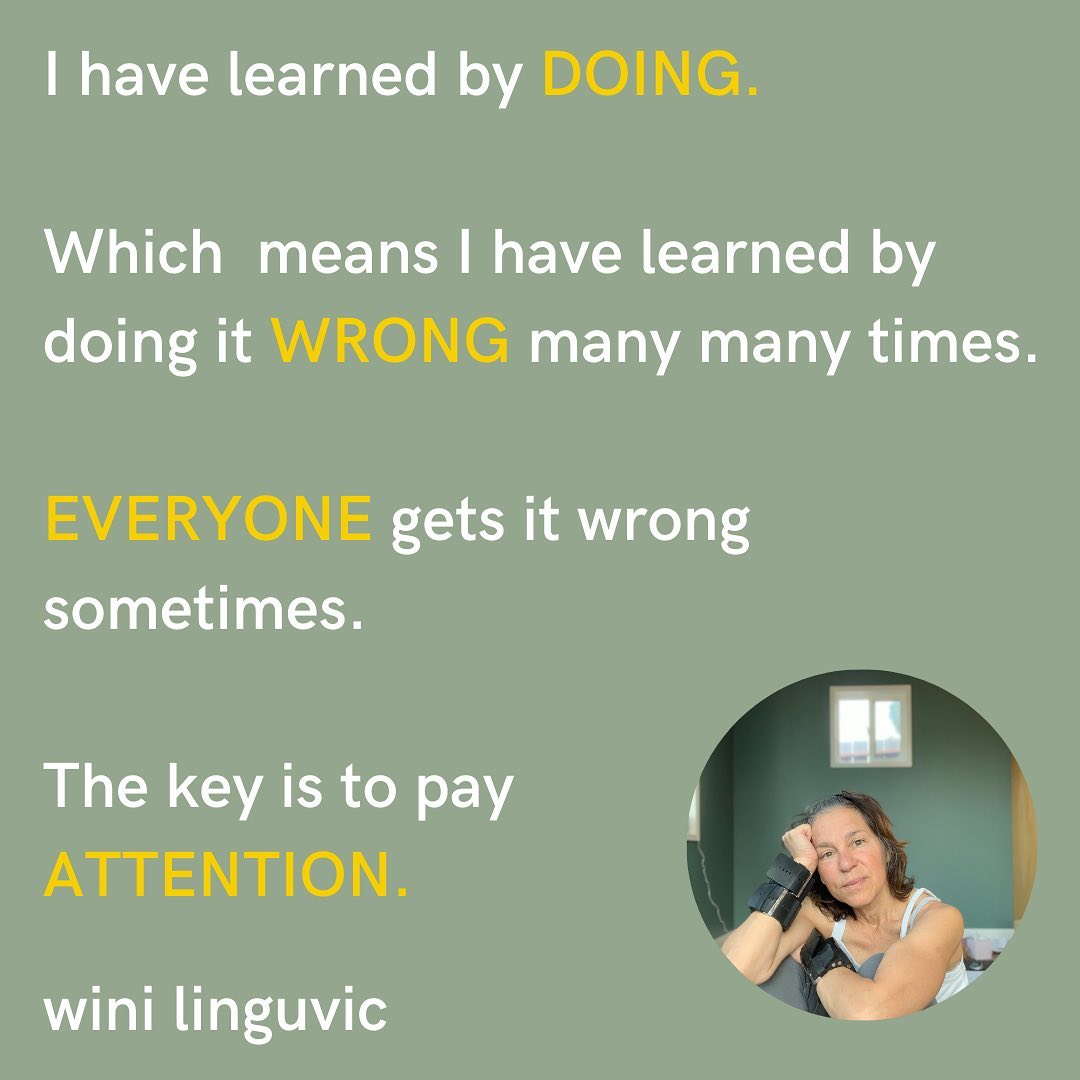 I have learned by DOING.
Which  means I have learned by
doing it WRONG many many times.
EVERYONE gets it wrong
sometimes.
The key is to pay
ATTENTION.
wini linguvic